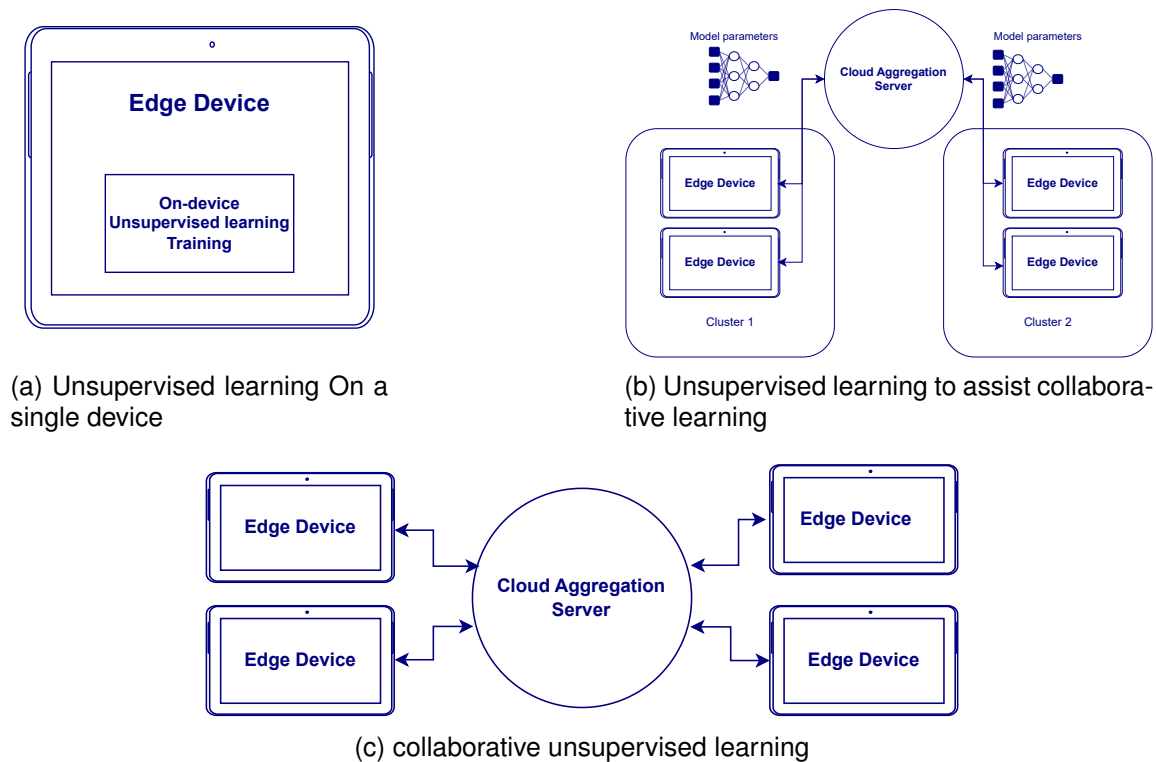 Edge Device
On-device
Unsupervised learning
Training
(a) Unsupervised learning On a
single device
Model parameters
Model parameters
Cloud Aggregation
Server
Edge Device
Edge Device
Cluster 1
Edge Device
Edge Device
Cluster 2
(b) Unsupervised learning to assist collabora-
tive learning
Edge Device
Edge Device
Cloud Aggregation
Server
Edge Device
Edge Device
(c) collaborative unsupervised learning